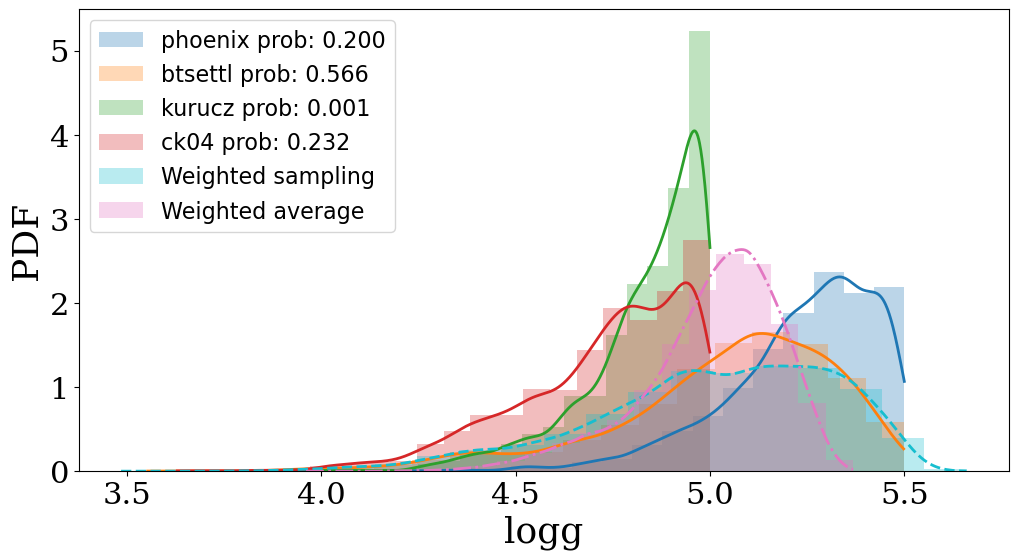 phoenix prob: 0.200
btsettl prob: 0.566
kurucz prob: 0.001
ck04 prob: 0.232
Weighted sampling
Weighted average
PDF
5
4
3
2
1
0
3.5 4.0 4.5 5.0 5.5
logg